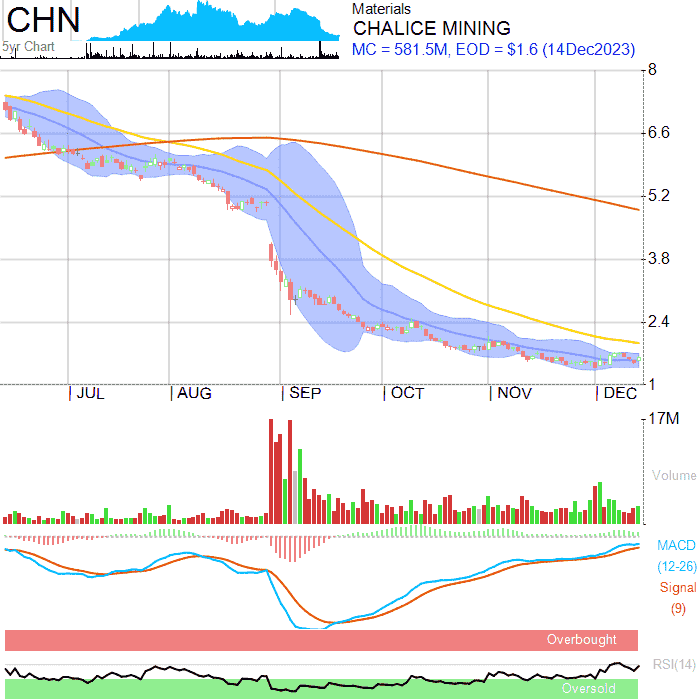 CHN
5yr Chart
Materials
CHALICE MINING
MC = 581.5M, EOD = $1.6 (14Dec2023)
8
6.6
5.2
3.8
2.4
1
JUL AUG SEP OCT NOV DEC
17M
Volume
MACD
(12-26)
Signal
(9)
Overbought
RSI(14)
Oversold